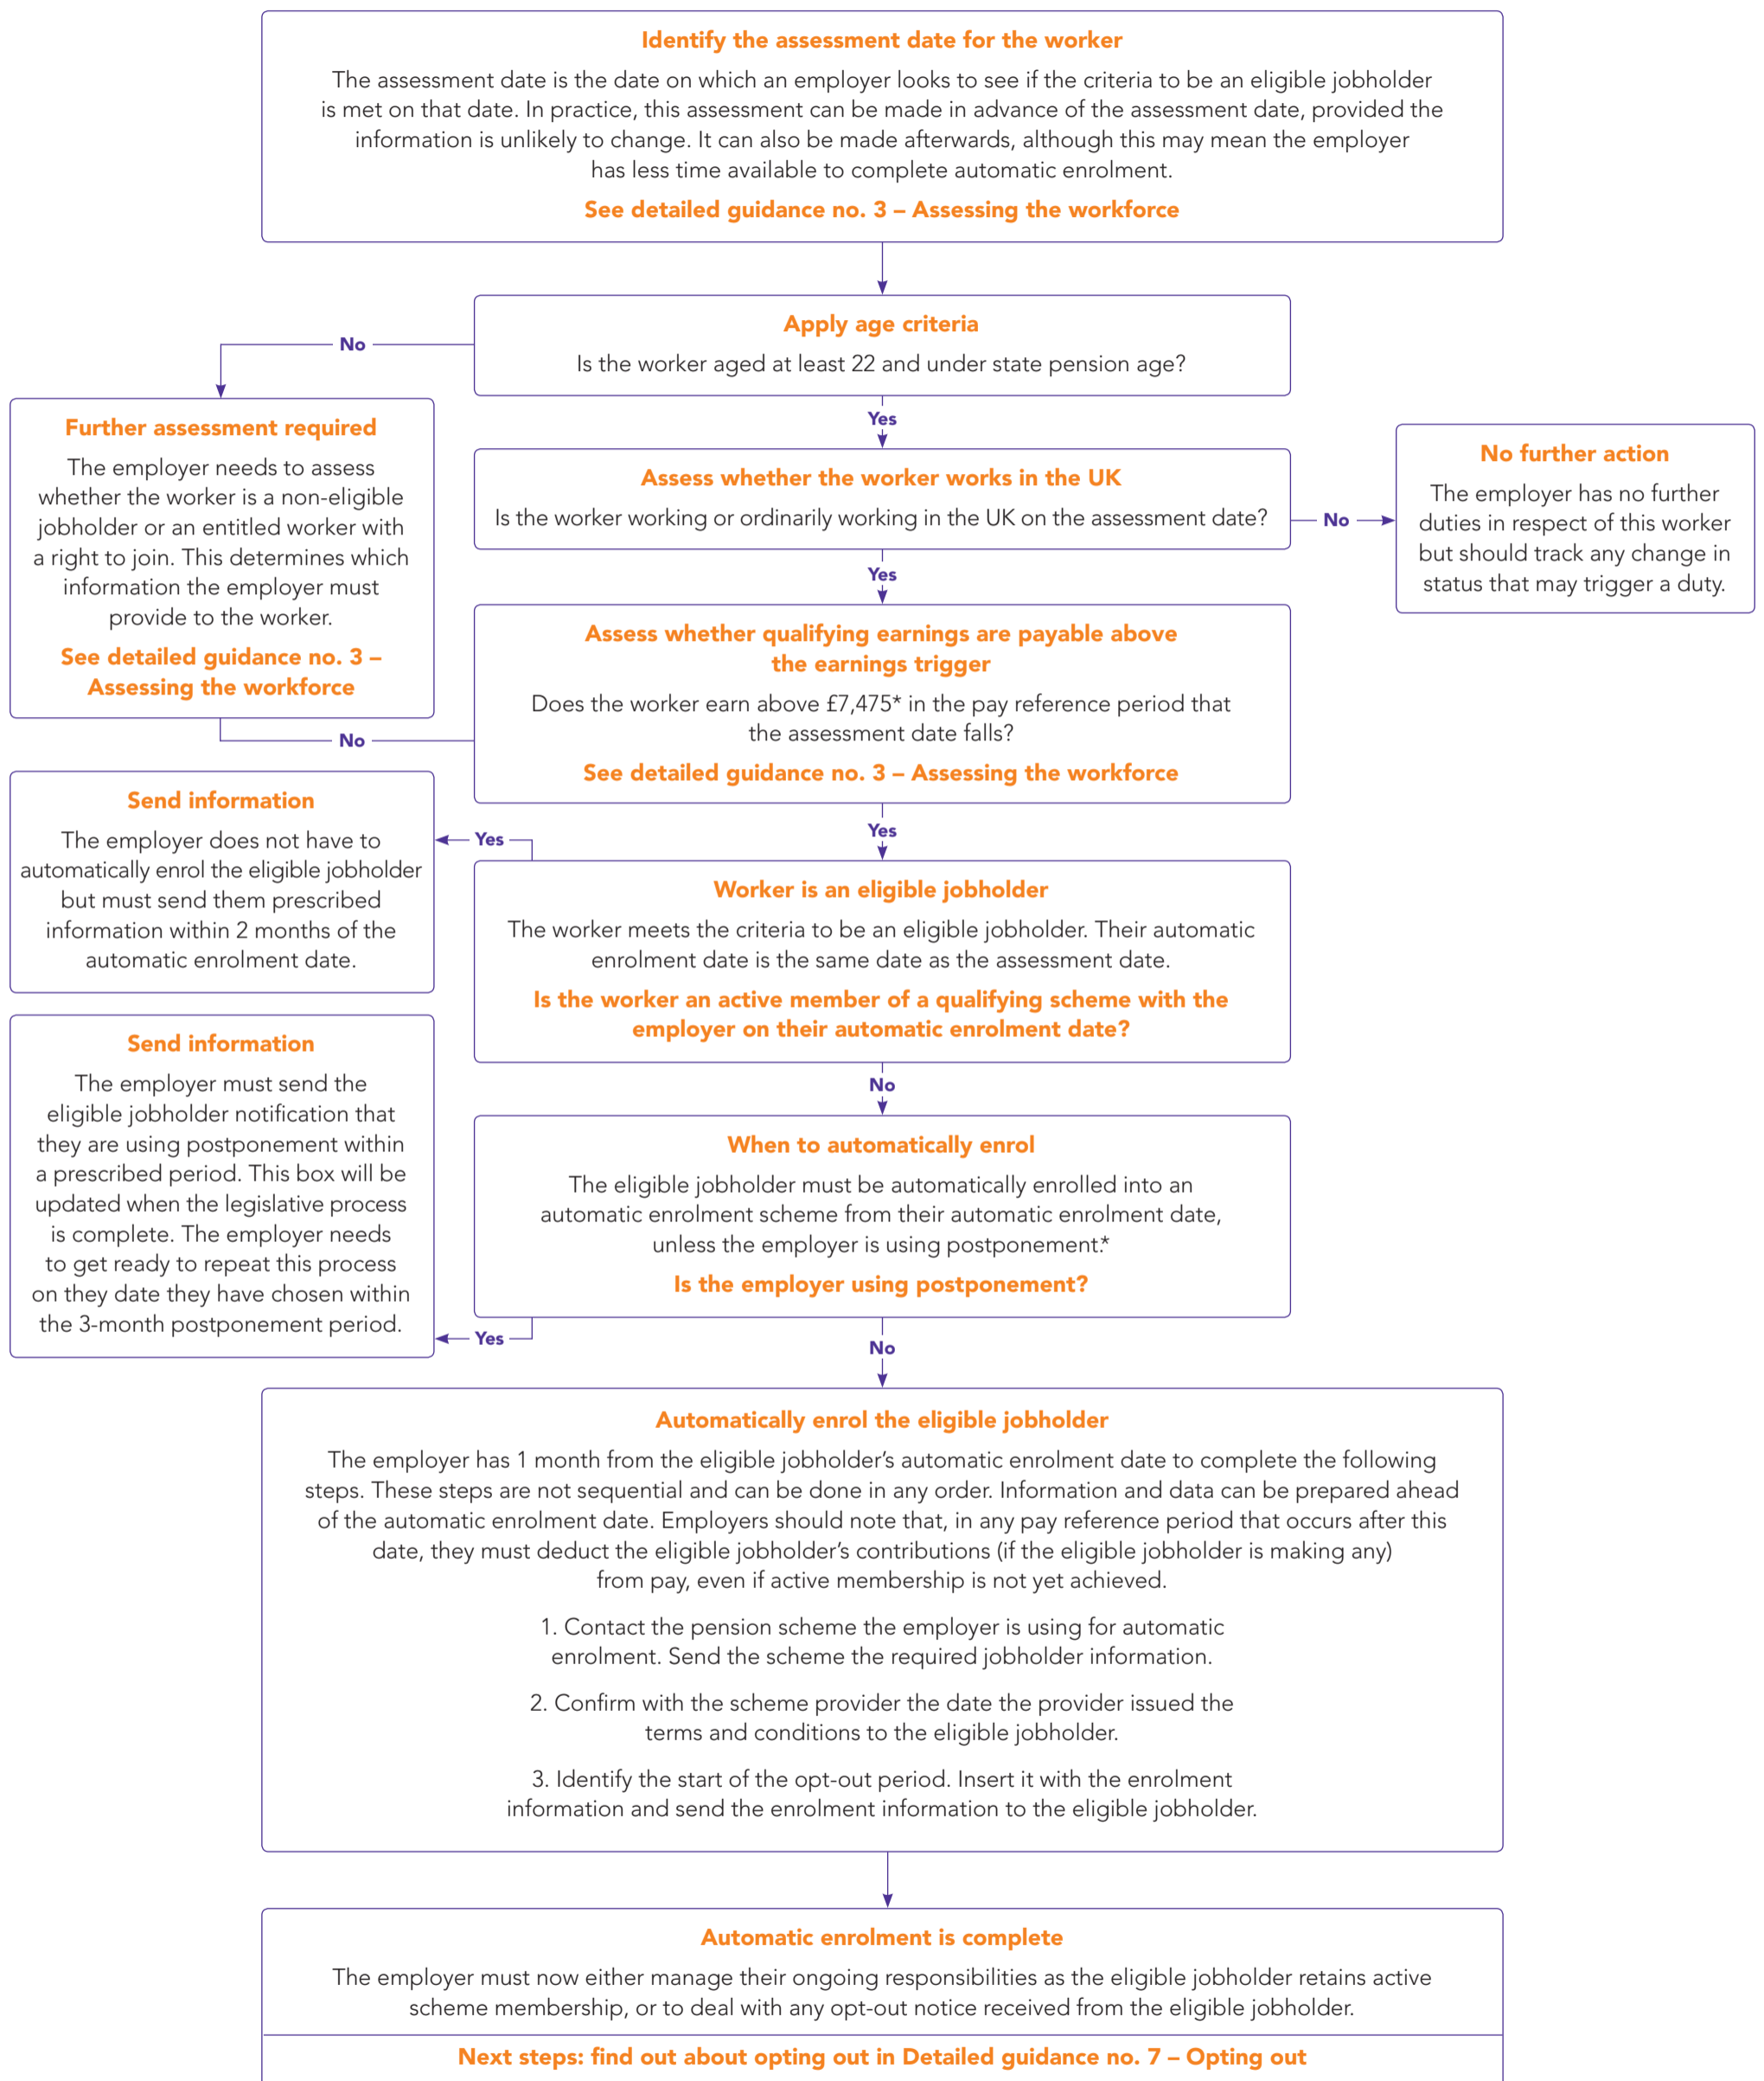 Identify the assessment date for the worker
The assessment date is the date on which an employer looks to see if the criteria to be an eligible jobholder
is met on that date. In practice, this assessment can be made in advance of the assessment date, provided the
information is unlikely to change. It can also be made afterwards, although this may mean the employer
has less time available to complete automatic enrolment.
See detailed guidance no. 3 – Assessing the workforce
Apply age criteria
Is the worker aged at least 22 and under state pension age?
No
Yes
Further assessment required
The employer needs to assess
whether the worker is a non-eligible
jobholder or an entitled worker with
a right to join. This determines which
information the employer must
provide to the worker.
See detailed guidance no. 3 –
Assessing the workforce
Assess whether the worker works in the UK
Is the worker working or ordinarily working in the UK on the assessment date?
No
No further action
The employer has no further
duties in respect of this worker
but should track any change in
status that may trigger a duty.
Yes
Assess whether qualifying earnings are payable above
the earnings trigger
Does the worker earn above £7,475* in the pay reference period that
the assessment date falls?
See detailed guidance no. 3 – Assessing the workforce
No
Yes
Send information
The employer does not have to
automatically enrol the eligible jobholder
but must send them prescribed
information within 2 months of the
automatic enrolment date.
Yes
Worker is an eligible jobholder
The worker meets the criteria to be an eligible jobholder. Their automatic
enrolment date is the same date as the assessment date.
Is the worker an active member of a qualifying scheme with the
employer on their automatic enrolment date?
No
Send information
The employer must send the
eligible jobholder notification that
they are using postponement within
a prescribed period. This box will be
updated when the legislative process
is complete. The employer needs
to get ready to repeat this process
on they date they have chosen within
the 3-month postponement period.
When to automatically enrol
The eligible jobholder must be automatically enrolled into an
automatic enrolment scheme from their automatic enrolment date,
unless the employer is using postponement.*
Is the employer using postponement?
Yes
No
Automatically enrol the eligible jobholder
The employer has 1 month from the eligible jobholder’s automatic enrolment date to complete the following
steps. These steps are not sequential and can be done in any order. Information and data can be prepared ahead
of the automatic enrolment date. Employers should note that, in any pay reference period that occurs after this
date, they must deduct the eligible jobholder’s contributions (if the eligible jobholder is making any)
from pay, even if active membership is not yet achieved.
1. Contact the pension scheme the employer is using for automatic
enrolment. Send the scheme the required jobholder information.
2. Confirm with the scheme provider the date the provider issued the
terms and conditions to the eligible jobholder.
3. Identify the start of the opt-out period. Insert it with the enrolment
information and send the enrolment information to the eligible jobholder.
Automatic enrolment is complete
The employer must now either manage their ongoing responsibilities as the eligible jobholder retains active
scheme membership, or to deal with any opt-out notice received from the eligible jobholder.
Next steps: find out about opting out in Detailed guidance no. 7 – Opting out